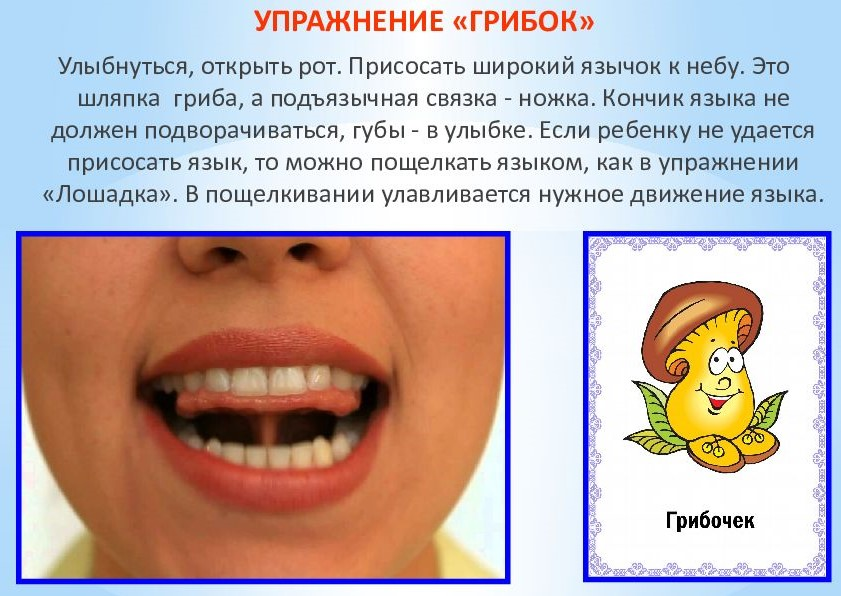 УПРАЖНЕНИЕ «ГРИБОК»
Улыбнуться, открыть рот. Присосать широкий язычок к небу. Это
шляпка гриба, а подъязычная связка - ножка. Кончик языка не
должен подворачиваться, губы - в улыбке. Если ребенку не удается
присосать язык, то можно пощелкать языком, как в упражнении
«Лошадка». В пощелкивании улавливается нужное движение языка.
Грибочек